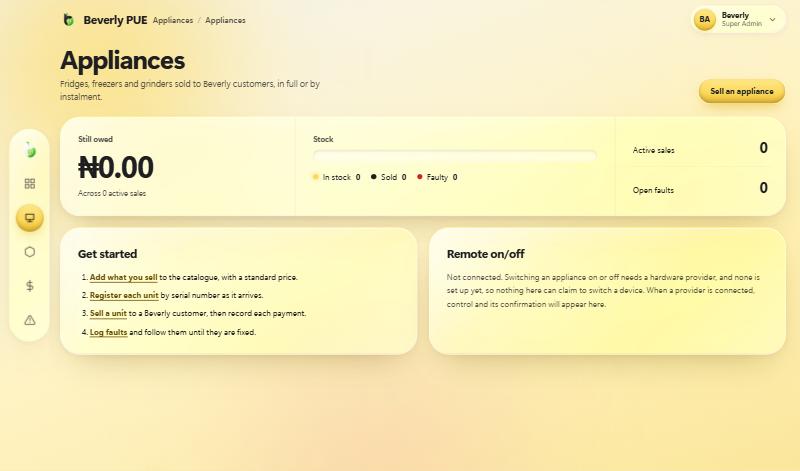 Beverly PUE Appliances / Appliances
BA Beverly
Super Admin
Appliances
Fridges, freezers and grinders sold to Beverly customers, in full or by
instalment.
Sell an appliance
Still owed
₦0.00
Across 0 active sales
Stock
In stock 0 Sold 0 Faulty 0
Active sales 0
Open faults 0
Get started
1. Add what you sell to the catalogue, with a standard price.
2. Register each unit by serial number as it arrives.
3. Sell a unit to a Beverly customer, then record each payment.
4. Log faults and follow them until they are fixed.
Remote on/off
Not connected. Switching an appliance on or off needs a hardware provider, and none is
set up yet, so nothing here can claim to switch a device. When a provider is connected,
control and its confirmation will appear here.